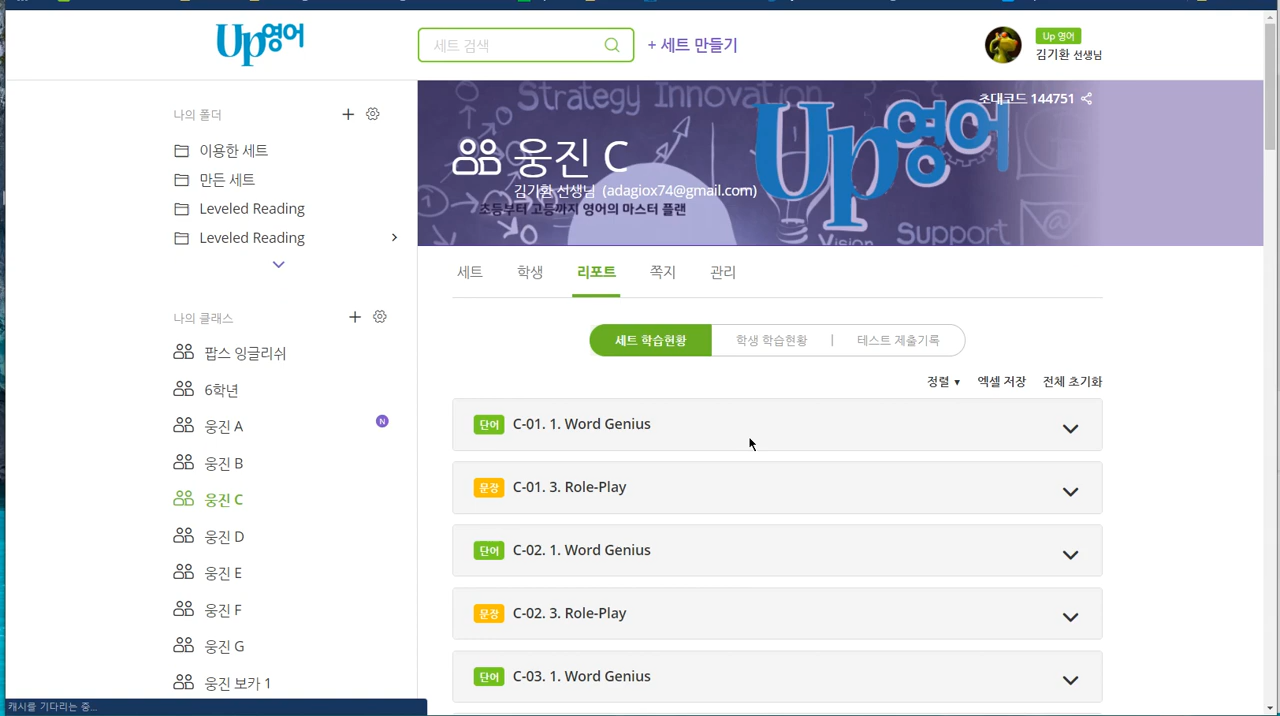 Up영어
세트 검색
+ 세트 만들기
Up 영어
김기환 선생님
나의 폴더
이용한 세트
만든 세트
Leveled Reading
Leveled Reading
나의 클래스
팝스 잉글리쉬
6학년
웅진 A
N
웅진 B
웅진 C
웅진 D
웅진 E
웅진 F
웅진 G
웅진 보카 1
Strategy Innovation
초대코드 144751
Up영어
웅진 C
김기환 선생님 (adagiox74@gmail.com)
초등부터 고등까지 영어의 마스터 플랜
Vision
Support
세트 학생 리포트 쪽지 관리
세트 학습현황 학생 학습현황 | 테스트 제출기록
정렬 ▼ 엑셀 저장 전체 초기화
단어 C-01. 1. Word Genius
문장 C-01. 3. Role-Play
단어 C-02. 1. Word Genius
문장 C-02. 3. Role-Play
단어 C-03. 1. Word Genius
캐시를 기다리는 중...